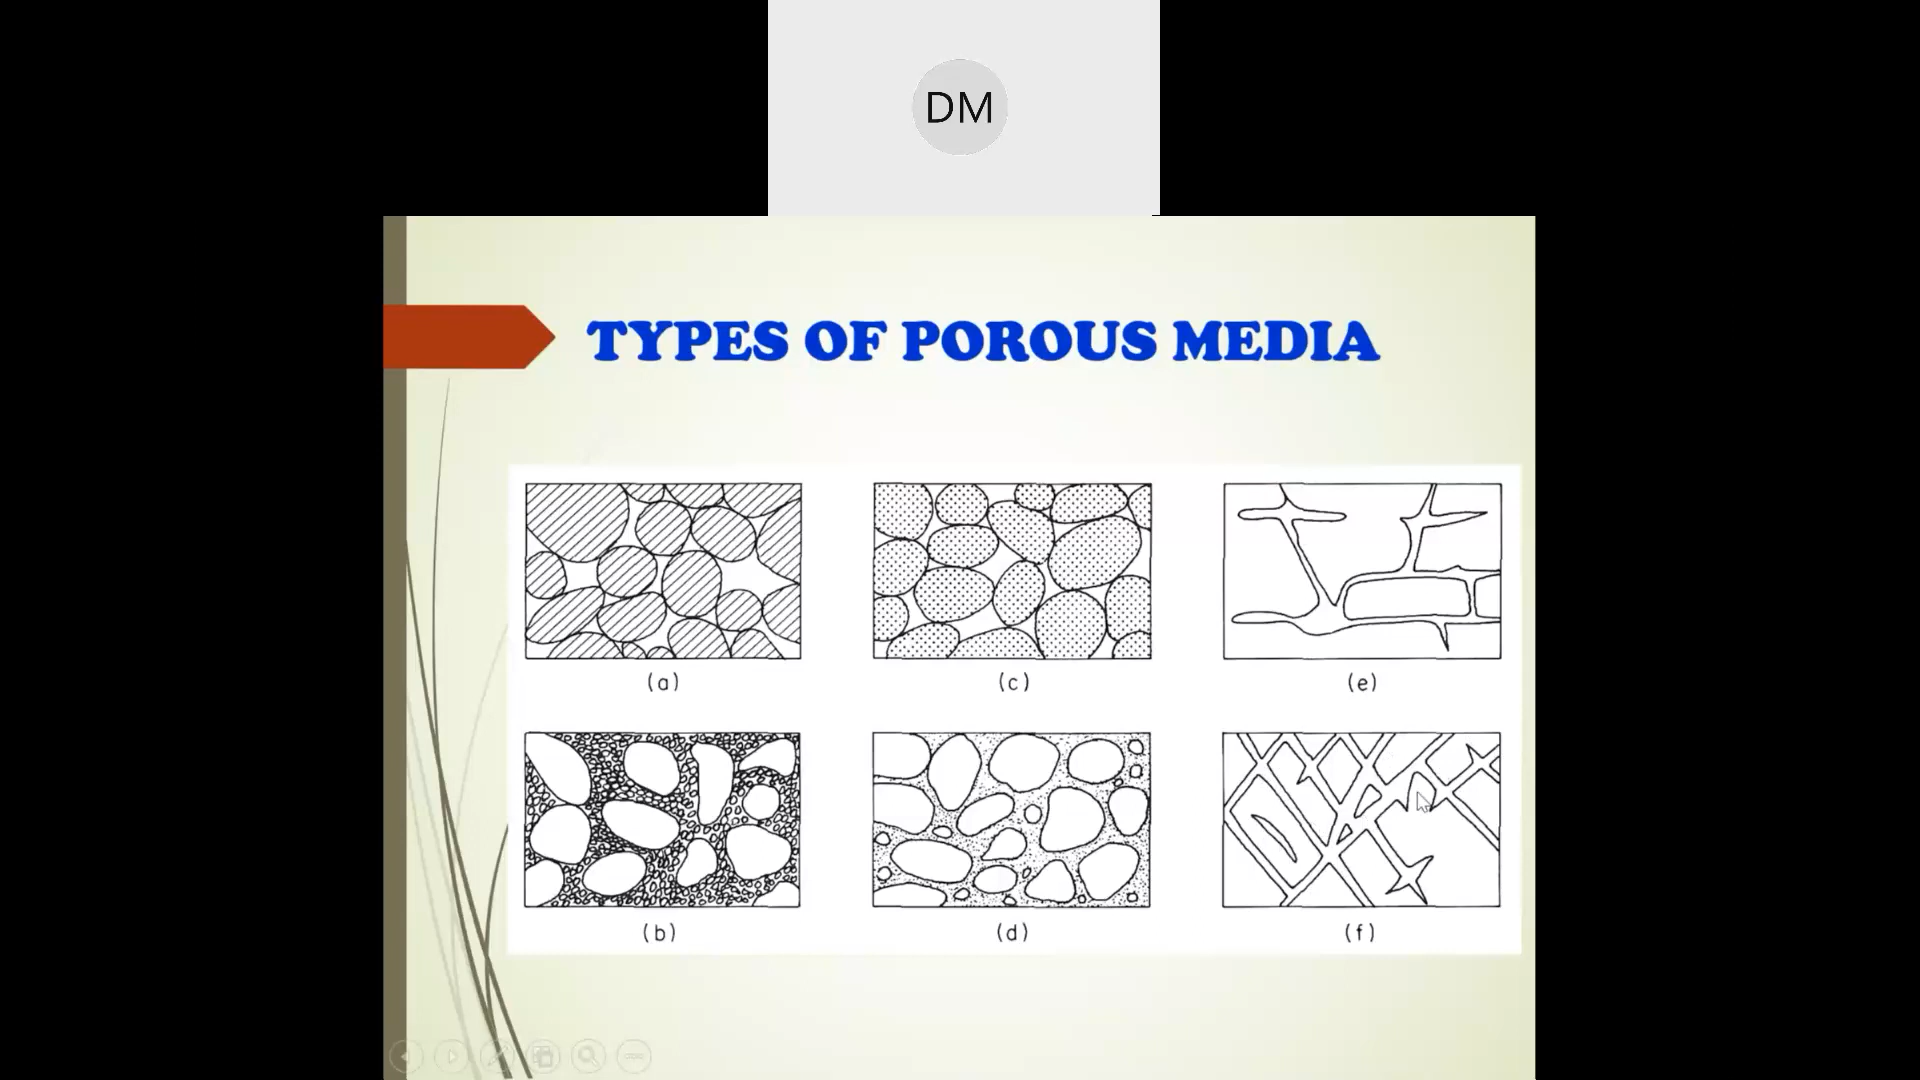 DM
TYPES OF POROUS MEDIA
(a)
(c)
(e)
(b)
(d)
(f)